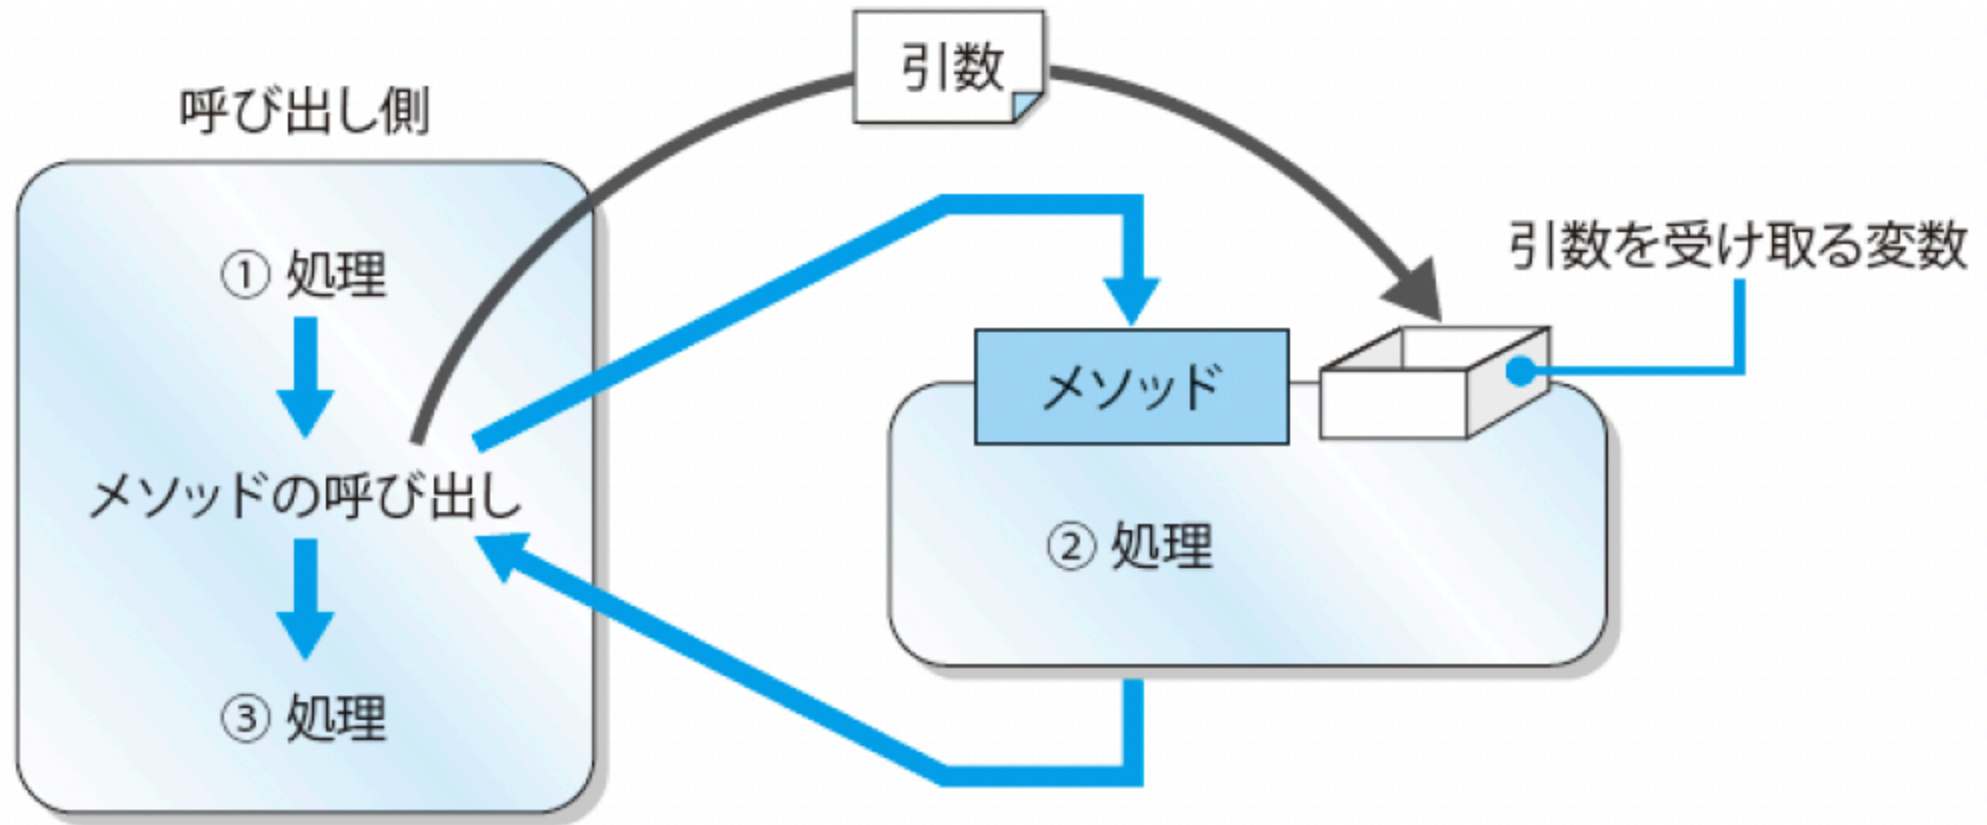 引数
呼び出し側
① 処理
メソッドの呼び出し
③ 処理
引数を受け取る変数
メソッド
② 処理